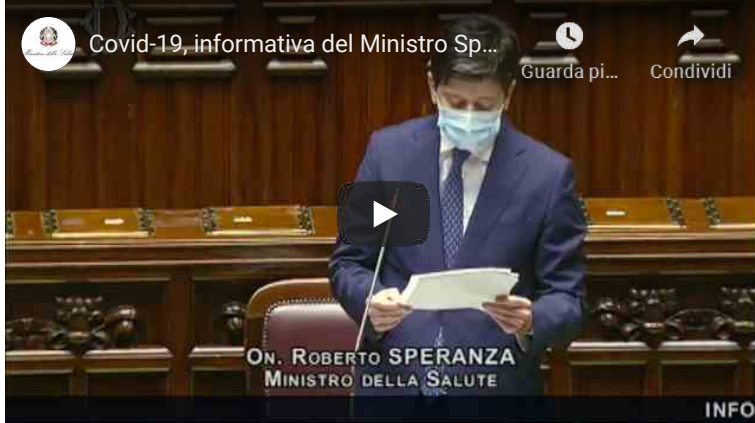 Covid-19, informativa del Ministro Sp...
Guarda pi...
Condividi
ON. ROBERTO SPERANZA
MINISTRO DELLA SALUTE
INFO